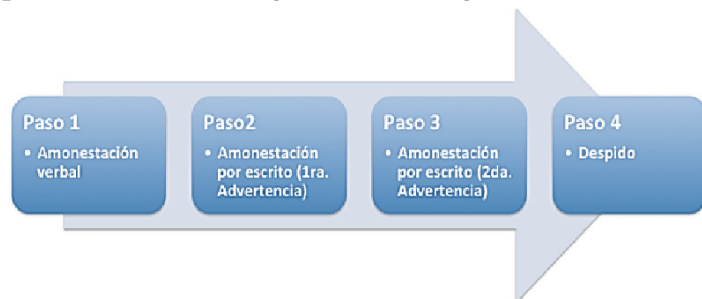 Paso 1
• Amonestación
verbal
Paso2
• Amonestación
por escrito (1ra.
Advertencia)
Paso 3
• Amonestación
por escrito (2da.
Advertencia)
Paso 4
• Despido